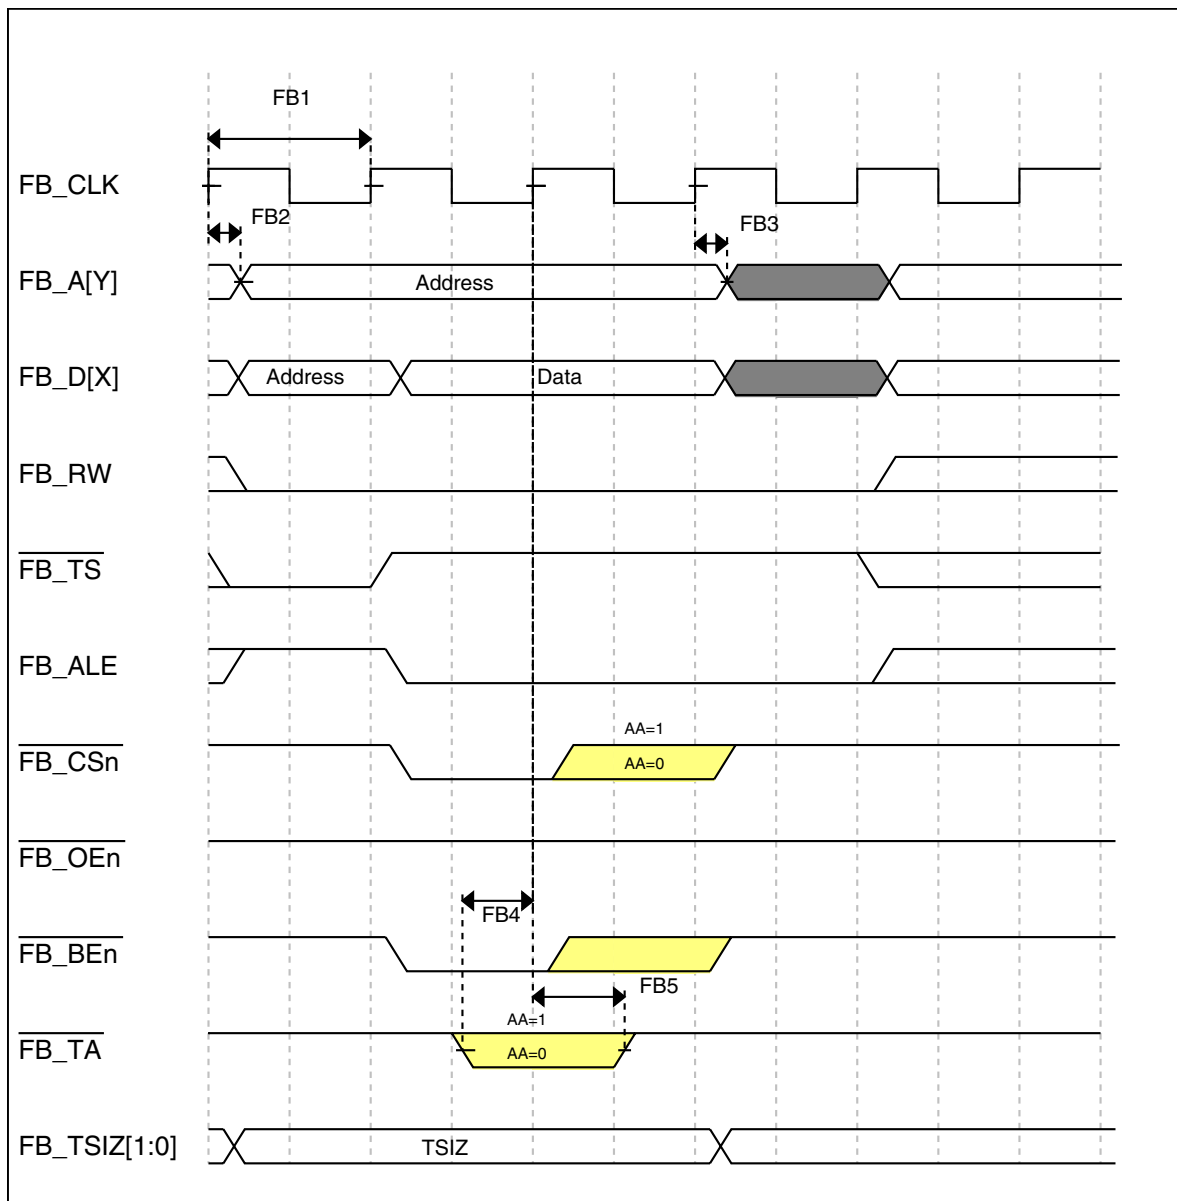 FB1
FB_CLK
FB2
FB3
FB_A[Y]
Address
FB_D[X]
Address
Data
FB_RW
FB_TS
FB_ALE
AA=1
FB_CSn
AA=0
FB_OEn
FB4
FB_BEn
FB5
AA=1
FB_TA
AA=0
FB_TSIZ[1:0]
TSIZ